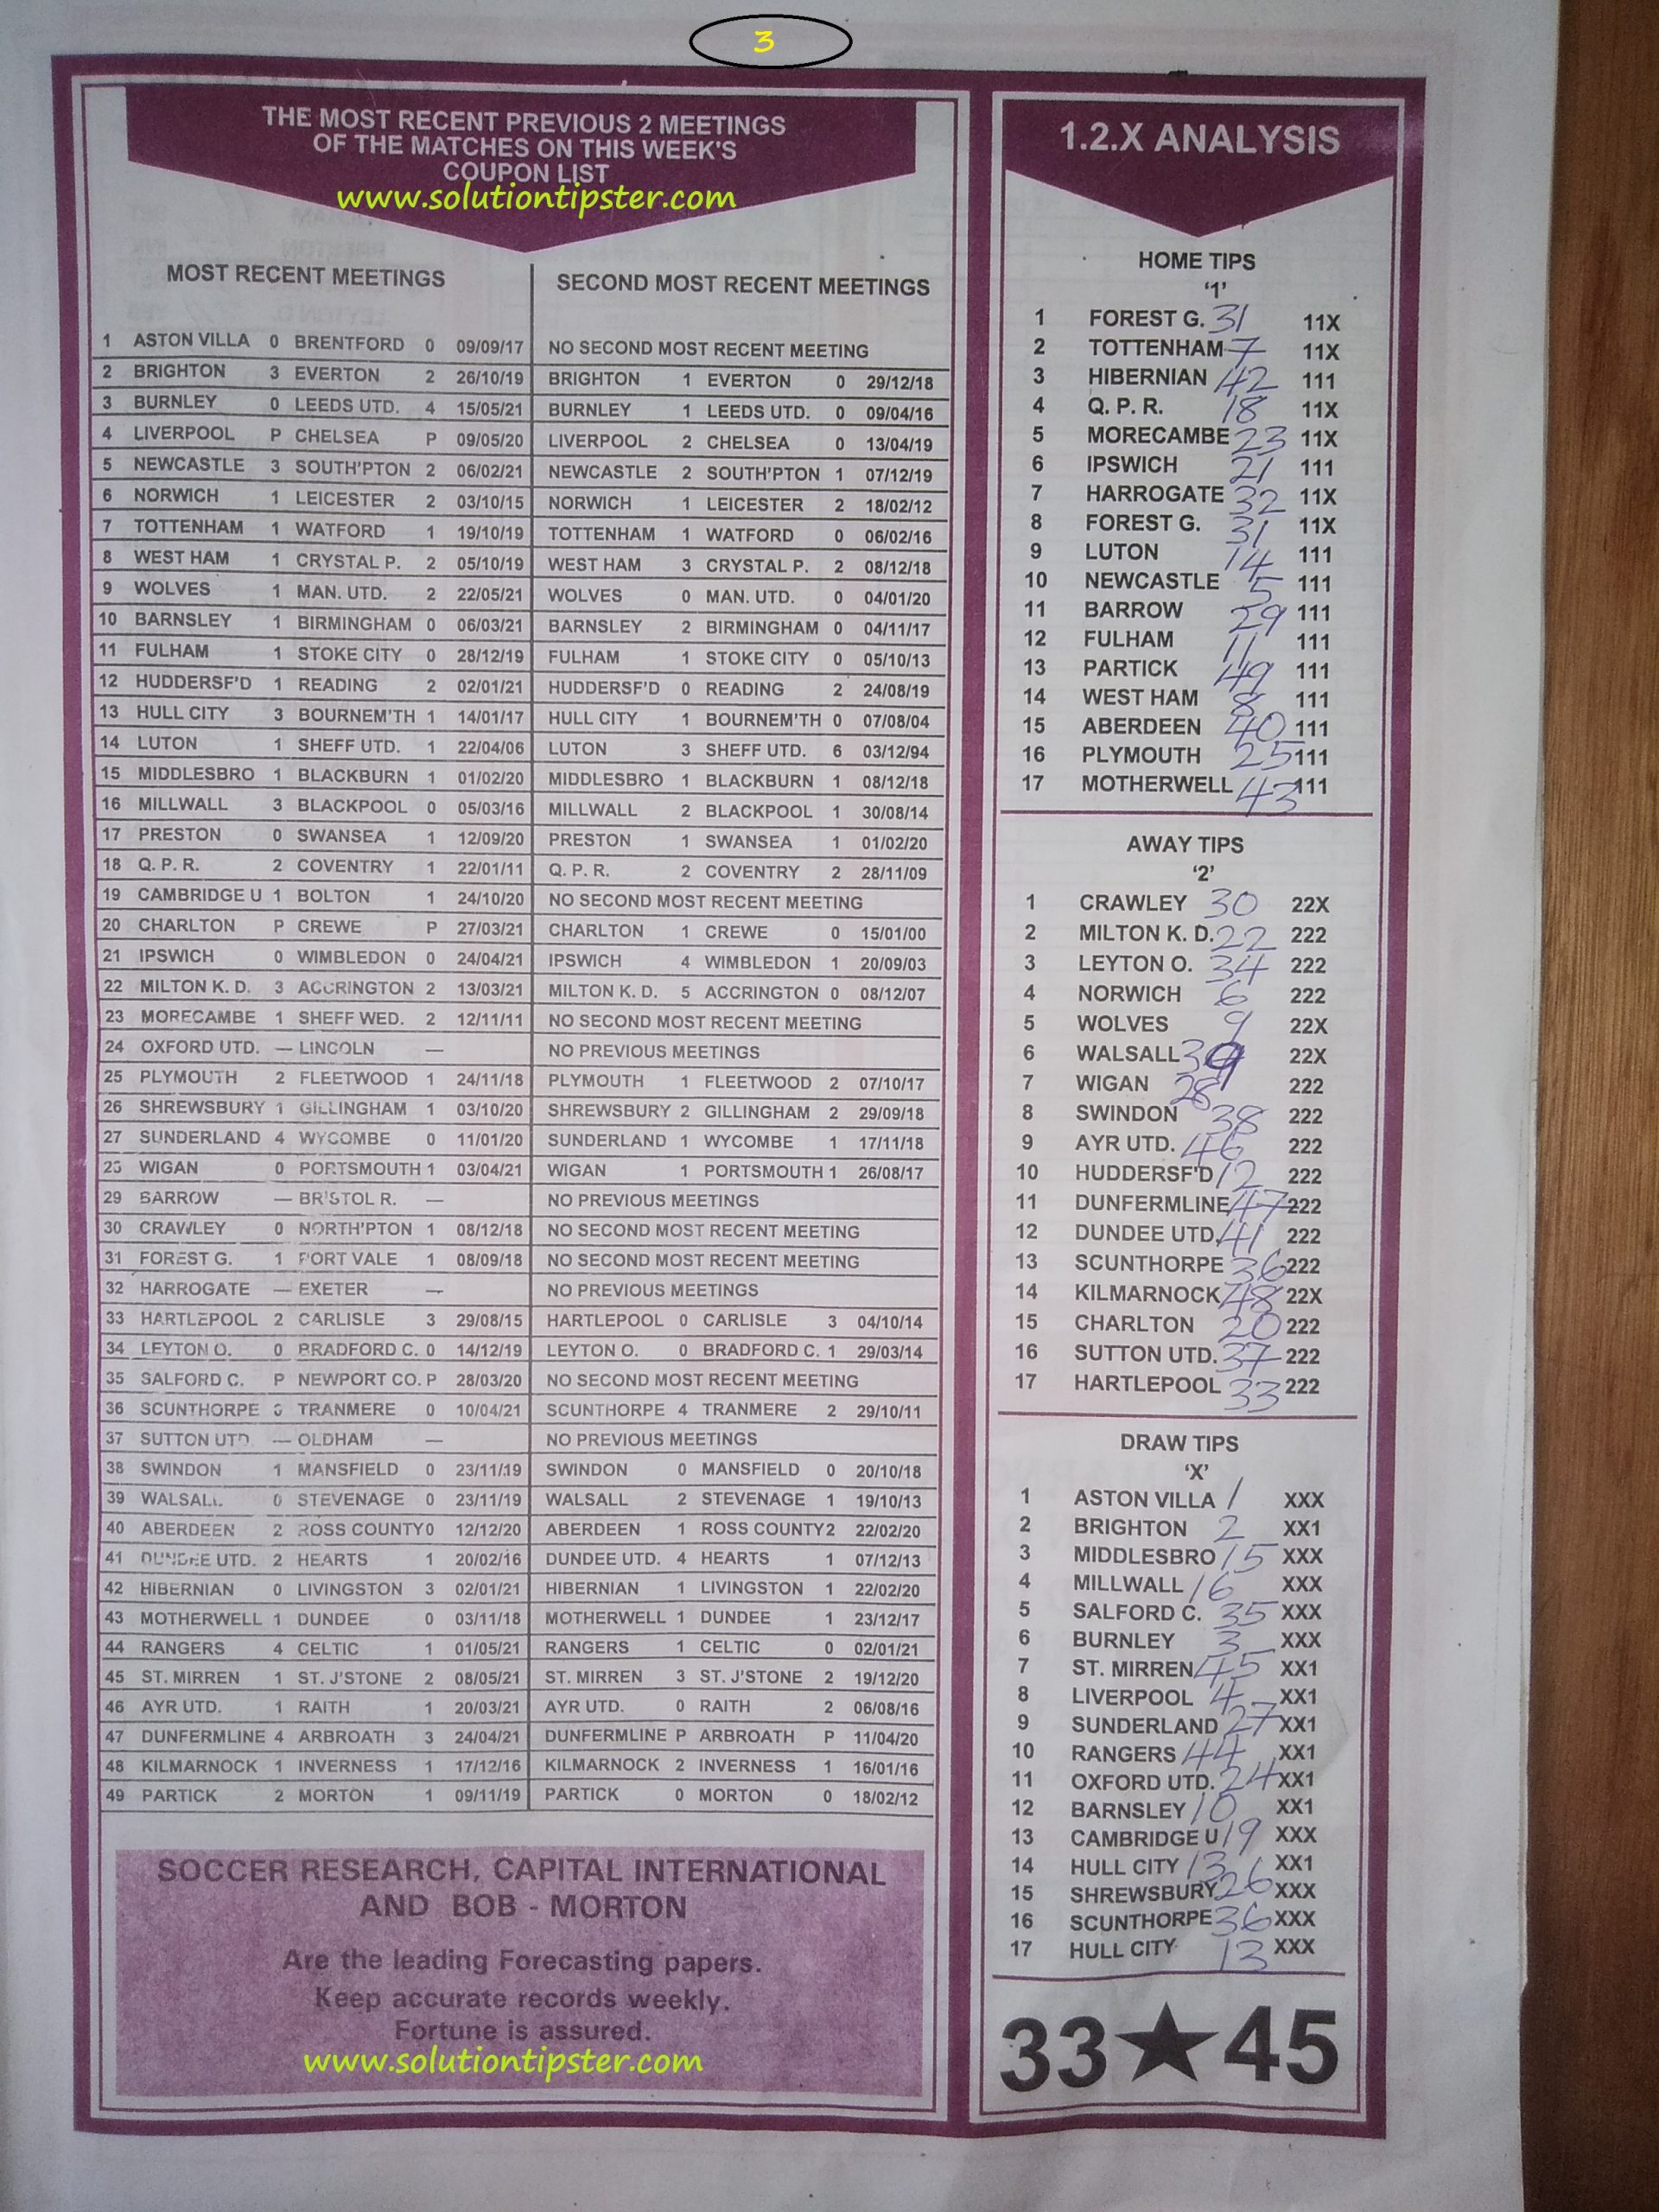 3
THE MOST RECENT PREVIOUS 2 MEETINGS
OF THE MATCHES ON THIS WEEK'S
COUPON LIST
www.solutiontipster.com
MOST RECENT MEETINGS SECOND MOST RECENT MEETINGS
1 ASTON VILLA 0 BRENTFORD 0 09/09/17 NO SECOND MOST RECENT MEETING
2 BRIGHTON 3 EVERTON 2 26/10/19 BRIGHTON 1 EVERTON 0 29/12/18
3 BURNLEY 0 LEEDS UTD. 4 15/05/21 BURNLEY 1 LEEDS UTD. 0 09/04/16
4 LIVERPOOL P CHELSEA P 09/05/20 LIVERPOOL 2 CHELSEA 0 13/04/19
5 NEWCASTLE 3 SOUTH'PTON 2 06/02/21 NEWCASTLE 2 SOUTH'PTON 1 07/12/19
6 NORWICH 1 LEICESTER 2 03/10/15 NORWICH 1 LEICESTER 2 18/02/12
7 TOTTENHAM 1 WATFORD 1 19/10/19 TOTTENHAM 1 WATFORD 0 06/02/16
8 WEST HAM 1 CRYSTAL P. 2 05/10/19 WEST HAM 3 CRYSTAL P. 2 08/12/18
9 WOLVES 1 MAN. UTD. 2 22/05/21 WOLVES 0 MAN. UTD. 0 04/01/20
10 BARNSLEY 1 BIRMINGHAM 0 06/03/21 BARNSLEY 2 BIRMINGHAM 0 04/11/17
11 FULHAM 1 STOKE CITY 0 28/12/19 FULHAM 1 STOKE CITY 0 05/10/13
12 HUDDERSF'D 1 READING 2 02/01/21 HUDDERSF'D 0 READING 2 24/08/19
13 HULL CITY 3 BOURNEM'TH 1 14/01/17 HULL CITY 1 BOURNEM'TH 0 07/08/04
14 LUTON 1 SHEFF UTD. 1 22/04/06 LUTON 3 SHEFF UTD. 6 03/12/94
15 MIDDLESBRO 1 BLACKBURN 1 01/02/20 MIDDLESBRO 1 BLACKBURN 1 08/12/18
16 MILLWALL 3 BLACKPOOL 0 05/03/16 MILLWALL 2 BLACKPOOL 1 30/08/14
17 PRESTON 0 SWANSEA 1 12/09/20 PRESTON 1 SWANSEA 1 01/02/20
18 Q. P. R. 2 COVENTRY 1 22/01/11 Q. P. R. 2 COVENTRY 2 28/11/09
19 CAMBRIDGE U 1 BOLTON 1 24/10/20 NO SECOND MOST RECENT MEETING
20 CHARLTON P CREWE P 27/03/21 CHARLTON 1 CREWE 0 15/01/00
21 IPSWICH 0 WIMBLEDON 0 24/04/21 IPSWICH 4 WIMBLEDON 1 20/09/03
22 MILTON K. D. 3 ACCRINGTON 2 13/03/21 MILTON K. D. 5 ACCRINGTON 0 08/12/07
23 MORECAMBE 1 SHEFF WED. 2 12/11/11 NO SECOND MOST RECENT MEETING
24 OXFORD UTD. — LINCOLN — NO PREVIOUS MEETINGS
25 PLYMOUTH 2 FLEETWOOD 1 24/11/18 PLYMOUTH 1 FLEETWOOD 2 07/10/17
26 SHREWSBURY 1 GILLINGHAM 1 03/10/20 SHREWSBURY 2 GILLINGHAM 2 29/09/18
27 SUNDERLAND 4 WYCOMBE 0 11/01/20 SUNDERLAND 1 WYCOMBE 1 17/11/18
28 WIGAN 0 PORTSMOUTH 1 03/04/21 WIGAN 1 PORTSMOUTH 1 26/08/17
29 BARROW — BRISTOL R. — NO PREVIOUS MEETINGS
30 CRAWLEY 0 NORTH'PTON 1 08/12/18 NO SECOND MOST RECENT MEETING
31 FOREST G. 1 PORT VALE 1 08/09/18 NO SECOND MOST RECENT MEETING
32 HARROGATE — EXETER — NO PREVIOUS MEETINGS
33 HARTLEPOOL 2 CARLISLE 3 29/08/15 HARTLEPOOL 0 CARLISLE 3 04/10/14
34 LEYTON O. 0 BRADFORD C. 0 14/12/19 LEYTON O. 0 BRADFORD C. 1 29/03/14
35 SALFORD C. P NEWPORT CO. P 28/03/20 NO SECOND MOST RECENT MEETING
36 SCUNTHORPE TRANMERE 0 10/04/21 SCUNTHORPE 4 TRANMERE 2 29/10/11
37 SUTTON UTD. — OLDHAM — NO PREVIOUS MEETINGS
38 SWINDON 1 MANSFIELD 0 23/11/19 SWINDON 0 MANSFIELD 0 20/10/18
39 WALSALL 0 STEVENAGE 0 23/11/19 WALSALL 2 STEVENAGE 1 19/10/13
40 ABERDEEN 2 ROSS COUNTY 0 12/12/20 ABERDEEN 1 ROSS COUNTY 2 22/02/20
41 DUNDEE UTD. 2 HEARTS 1 20/02/16 DUNDEE UTD. 4 HEARTS 1 07/12/13
42 HIBERNIAN 0 LIVINGSTON 3 02/01/21 HIBERNIAN 1 LIVINGSTON 1 22/02/20
43 MOTHERWELL 1 DUNDEE 0 03/11/18 MOTHERWELL 1 DUNDEE 1 23/12/17
44 RANGERS 4 CELTIC 1 01/05/21 RANGERS 1 CELTIC 0 02/01/21
45 ST. MIRREN 1 ST. J'STONE 2 08/05/21 ST. MIRREN 3 ST. J'STONE 2 19/12/20
46 AYR UTD. 1 RAITH 1 20/03/21 AYR UTD. 0 RAITH 2 06/08/16
47 DUNFERMLINE 4 ARBROATH 3 24/04/21 DUNFERMLINE P ARBROATH P 11/04/20
48 KILMARNOCK 1 INVERNESS 1 17/12/16 KILMARNOCK 2 INVERNESS 1 16/01/16
49 PARTICK 2 MORTON 1 09/11/19 PARTICK 0 MORTON 0 18/02/12
SOCCER RESEARCH, CAPITAL INTERNATIONAL
AND BOB - MORTON
Are the leading Forecasting papers.
Keep accurate records weekly.
Fortune is assured.
www.solutiontipster.com
1.2.X ANALYSIS
HOME TIPS
'1'
1 FOREST G. 31 11X
2 TOTTENHAM 7 11X
3 HIBERNIAN 42 111
4 Q. P. R. 18 11X
5 MORECAMBE 23 11X
6 IPSWICH 21 111
7 HARROGATE 32 11X
8 FOREST G. 31 11X
9 LUTON 14 111
10 NEWCASTLE 5 111
11 BARROW 29 111
12 FULHAM 11 111
13 PARTICK 49 111
14 WEST HAM 8 111
15 ABERDEEN 40 111
16 PLYMOUTH 25 111
17 MOTHERWELL 43 111
AWAY TIPS
'2'
1 CRAWLEY 30 22X
2 MILTON K. D. 22 222
3 LEYTON O. 34 222
4 NORWICH 6 222
5 WOLVES 9 22X
6 WALSALL 39 22X
7 WIGAN 28 222
8 SWINDON 38 222
9 AYR UTD. 46 222
10 HUDDERSF'D 12 222
11 DUNFERMLINE 47 222
12 DUNDEE UTD. 41 222
13 SCUNTHORPE 36 222
14 KILMARNOCK 48 22X
15 CHARLTON 20 222
16 SUTTON UTD. 37 222
17 HARTLEPOOL 33 222
DRAW TIPS
'X'
1 ASTON VILLA 1 XXX
2 BRIGHTON 2 XX1
3 MIDDLESBRO 15 XXX
4 MILLWALL 16 XXX
5 SALFORD C. 35 XXX
6 BURNLEY 3 XXX
7 ST. MIRREN 45 XX1
8 LIVERPOOL 4 XX1
9 SUNDERLAND 27 XX1
10 RANGERS 44 XX1
11 OXFORD UTD. 24 XX1
12 BARNSLEY 10 XX1
13 CAMBRIDGE U 19 XXX
14 HULL CITY 13 XX1
15 SHREWSBURY 26 XXX
16 SCUNTHORPE 36 XXX
17 HULL CITY 13 XXX
33★45